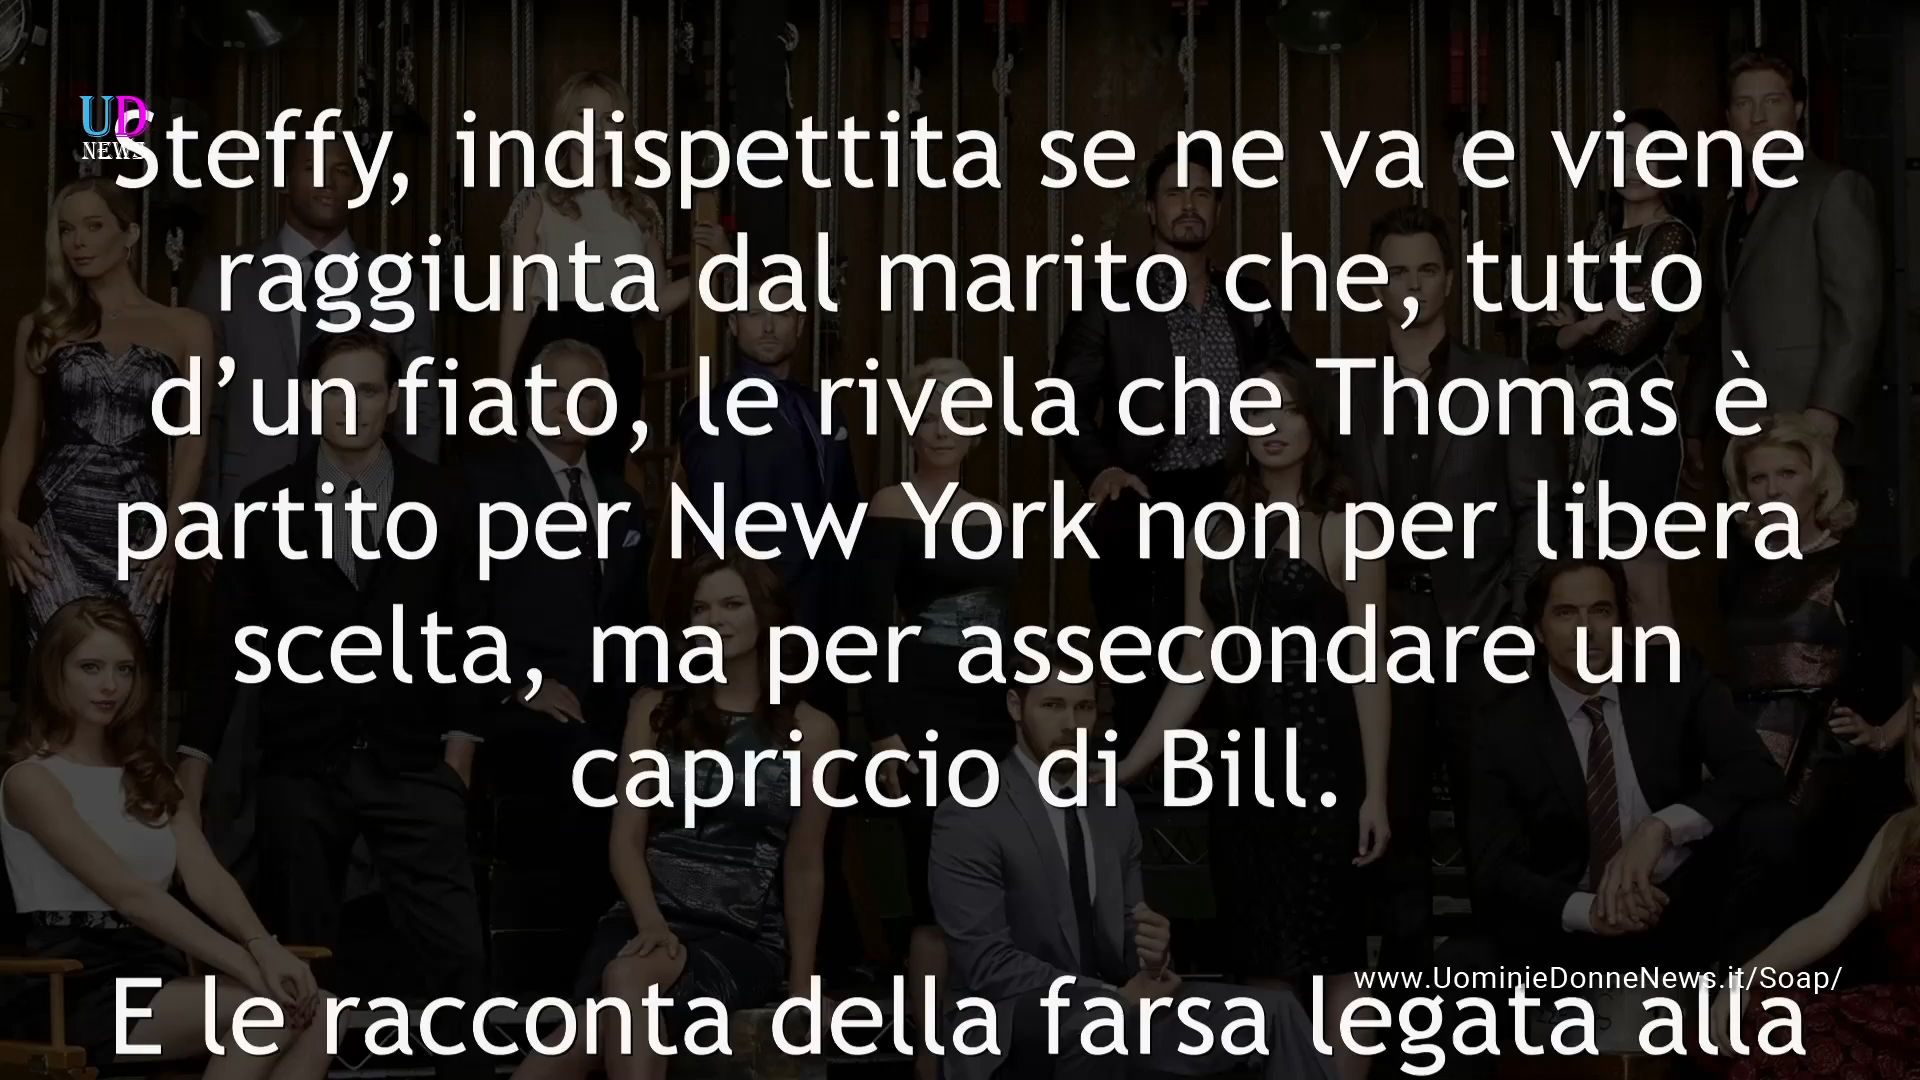 UD
NEWS
Steffy, indispettita se ne va e viene
raggiunta dal marito che, tutto
d’un fiato, le rivela che Thomas è
partito per New York non per libera
scelta, ma per assecondare un
capriccio di Bill.
www.UominieDonneNews.it/Soap/
E le racconta della farsa legata alla